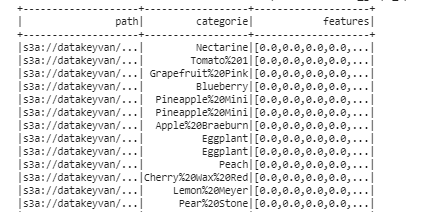 +------------------+------------------+------------------+
| path| categorie| features|
+------------------+------------------+------------------+
|s3a://datakeyvan/...| Nectarine|[0.0,0.0,0.0,0.0,...|
|s3a://datakeyvan/...| Tomato%201|[0.0,0.0,0.0,0.0,...|
|s3a://datakeyvan/...| Grapefruit%20Pink|[0.0,0.0,0.0,0.0,...|
|s3a://datakeyvan/...| Blueberry|[0.0,0.0,0.0,0.0,...|
|s3a://datakeyvan/...| Pineapple%20Mini|[0.0,0.0,0.0,0.0,...|
|s3a://datakeyvan/...| Pineapple%20Mini|[0.0,0.0,0.0,0.0,...|
|s3a://datakeyvan/...| Apple%20Braeburn|[0.0,0.0,0.0,0.0,...|
|s3a://datakeyvan/...| Eggplant|[0.0,0.0,0.0,0.0,...|
|s3a://datakeyvan/...| Eggplant|[0.0,0.0,0.0,0.0,...|
|s3a://datakeyvan/...| Peach|[0.0,0.0,0.0,0.0,...|
|s3a://datakeyvan/...|Cherry%20Wax%20Red|[0.0,0.0,0.0,0.0,...|
|s3a://datakeyvan/...| Lemon%20Meyer|[0.0,0.0,0.0,0.0,...|
|s3a://datakeyvan/...| Pear%20Stone|[0.0,0.0,0.0,0.0,...|